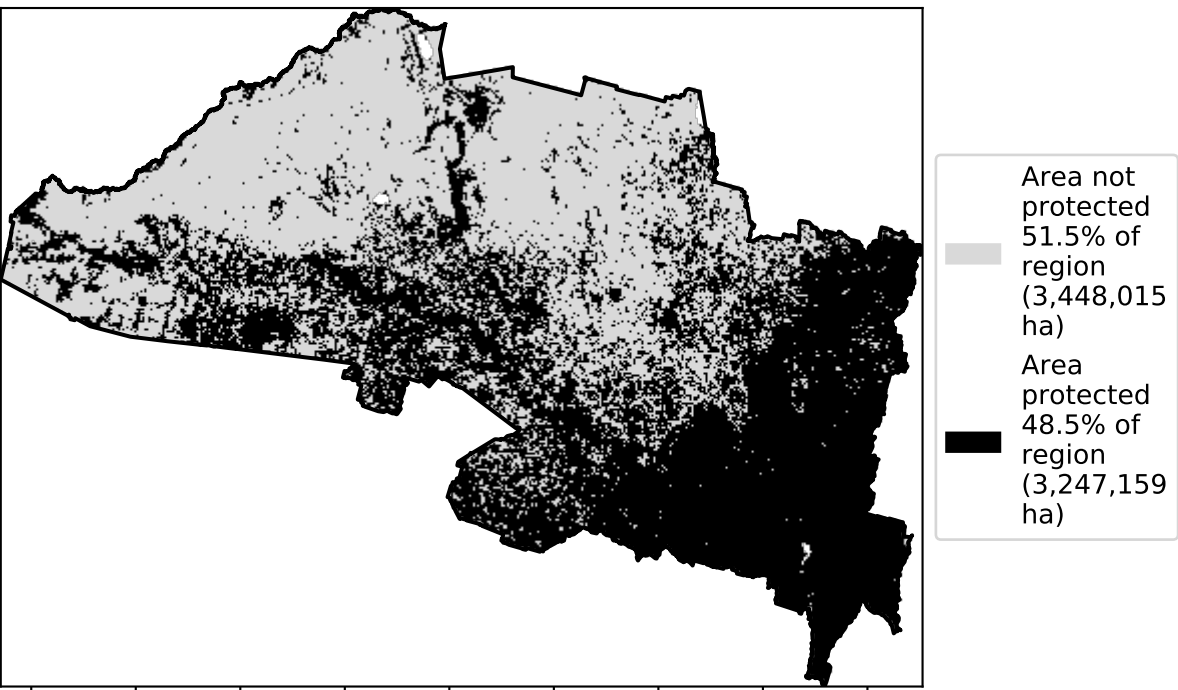 Area not
protected
51.5% of
region
(3,448,015
ha)
Area
protected
48.5% of
region
(3,247,159
ha)